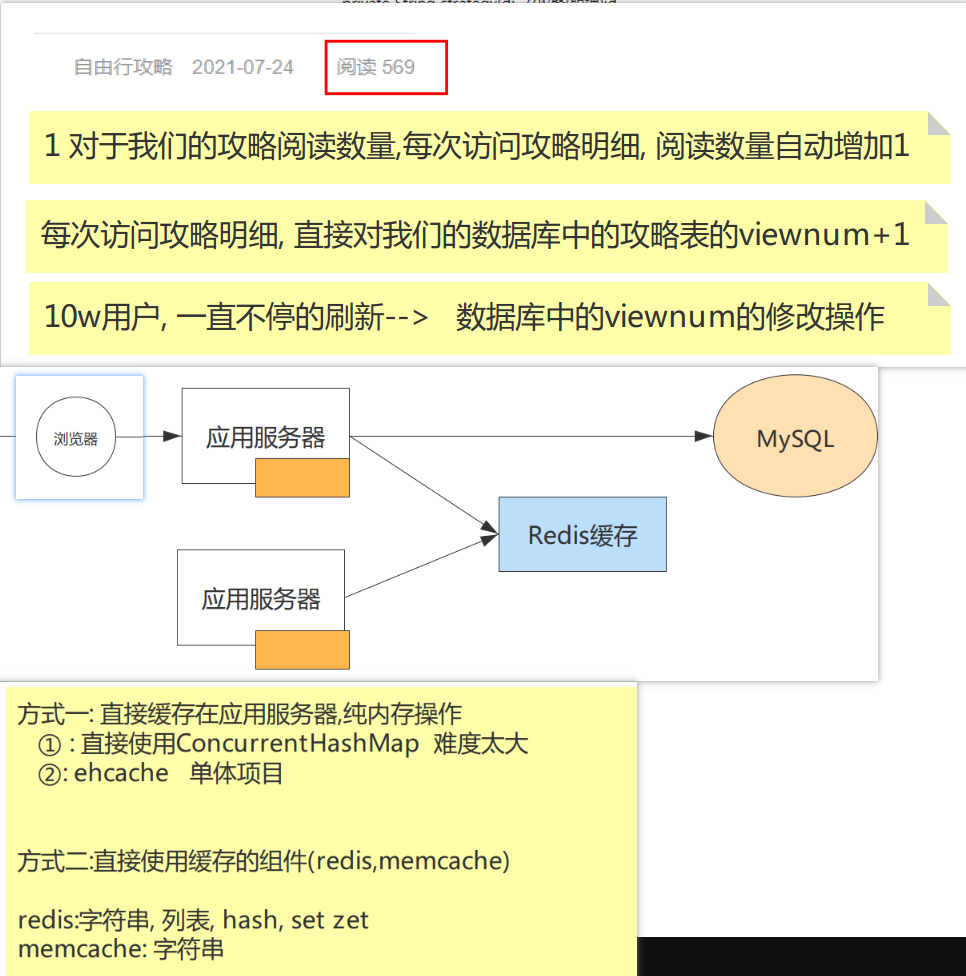 private String strategyId;
自由行攻略 2021-07-24 阅读 569
1 对于我们的攻略阅读数量,每次访问攻略明细, 阅读数量自动增加1
每次访问攻略明细, 直接对我们的数据库中的攻略表的viewnum+1
10w用户, 一直不停的刷新--> 数据库中的viewnum的修改操作
浏览器
应用服务器
MySQL
Redis缓存
应用服务器
方式一: 直接缓存在应用服务器,纯内存操作
① : 直接使用ConcurrentHashMap 难度太大
②: ehcache 单体项目
方式二:直接使用缓存的组件(redis,memcache)
redis:字符串, 列表, hash, set zet
memcache: 字符串